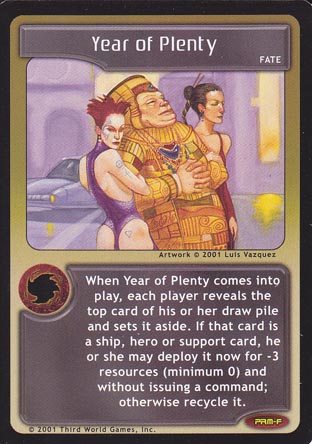 Year of Plenty
FATE
Artwork © 2001 Luis Vazquez
When Year of Plenty comes into
play, each player reveals the
top card of his or her draw pile
and sets it aside. If that card is
a ship, hero or support card, he
or she may deploy it now for -3
resources (minimum 0) and
without issuing a command;
otherwise recycle it.
© 2001 Third World Games, Inc.
PRM-F